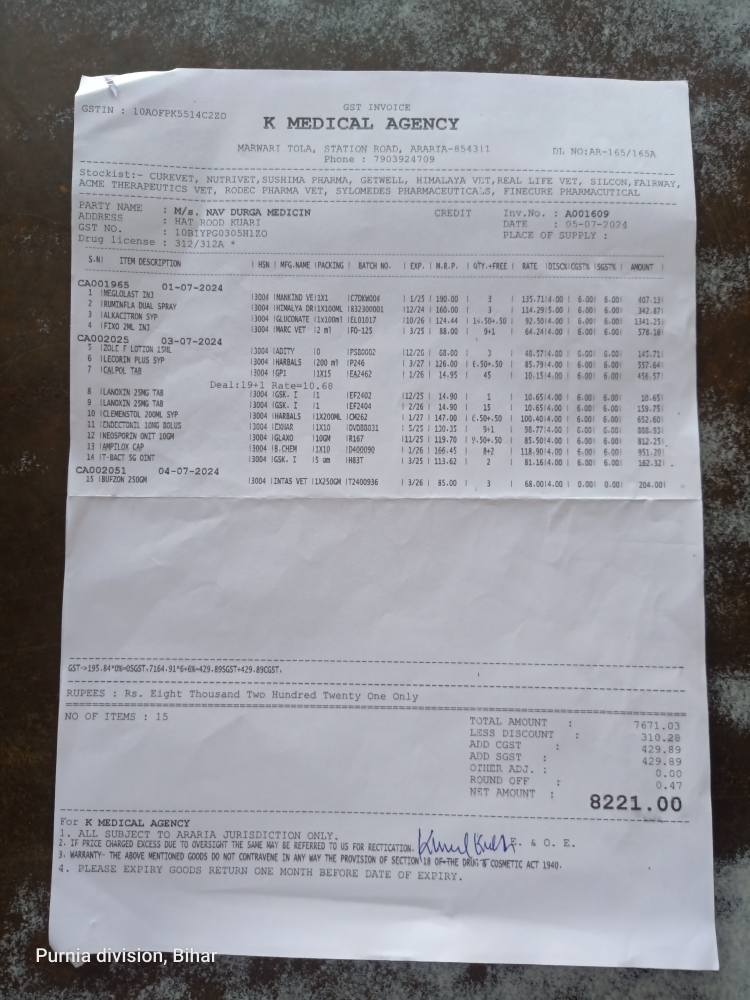 GST INVOICE
GSTIN : 10AOFPK5514C2ZO
K MEDICAL AGENCY
MARWARI TOLA, STATION ROAD, ARARIA-854311
DL NO:AR-165/165A
Phone : 7903924709
Stockist:- CUREVET, NUTRIVET,SUSHIMA PHARMA, GETWELL, HIMALAYA VET,REAL LIFE VET, SILCON,FAIRWAY,
ACME THERAPEUTICS VET, RODEC PHARMA VET, SYLOMEDES PHARMACEUTICALS, FINECURE PHARMACUTICAL
PARTY NAME : M/s. NAV DURGA MEDICIN CREDIT Inv.No. : A001609
ADDRESS : HAT ROOD KUARI DATE : 05-07-2024
GST NO. : 10BIYPG0305H1ZO PLACE OF SUPPLY :
Drug license : 312/312A *
S.N| ITEM DESCRIPTION | HSN | MFG.NAME |PACKING| BATCH NO. | EXP. | M.R.P. | QTY.+FREE | RATE |DISC%|CGST%| SGST%| AMOUNT
CA001965 01-07-2024
1 |MEGLOLAST INJ |3004 |MANKIND VE|1X1 |C7DKW004 | 1/25 | 190.00 | 3 | 135.71|4.00 | 6.00| 6.00| 407.13|
2 |RUMINFLA DUAL SPRAY |3004 |HIMALYA DR|1X100ML |832300001 |12/24 | 160.00 | 3 | 114.29|5.00| 6.00| 6.00| 342.87|
3 |ALKACITRON SYP |3004 |GLUCONATE |1X100ml |EL01017 |10/26 | 124.44 | 14.50+.50 | 92.50|4.00 | 6.00| 6.00| 1341.25|
4 |FIXO 2ML INJ |3004 |MARC VET |2 ml |FO-125 | 3/25 | 88.00 | 9+1 | 64.24|4.00 | 6.00| 6.00| 578.16|
CA002025 03-07-2024
5 |ZOLE F LOTION 15ML |3004 |ADITY |0 |PSB0002 |12/26 | 68.00 | 3 | 48.57|4.00 | 6.00| 6.00| 145.71|
6 |LECORIN PLUS SYP |3004 |HARBALS |200 ml |P246 | 3/27 | 126.00 | 6.50+.50 | 85.79|4.00 | 6.00| 6.00| 557.64|
7 |CALPOL TAB |3004 |GP1 |1X15 |EA2462 | 1/26 | 14.95 | 45 | 10.15|4.00 | 6.00| 6.00| 456.57|
Deal:19+1 Rate=10.68
8 |LANOXIN 25MG TAB |3004 |GSK. I |1 |EF2402 |12/25 | 14.90 | 1 | 10.65|4.00 | 6.00| 6.00| 10.65|
9 |LANOXIN 25MG TAB |3004 |GSK. I |1 |EF2404 | 2/26 | 14.90 | 15 | 10.65|4.00 | 6.00| 6.00| 159.75|
10 |CLEMENSTOL 200ML SYP |3004 |HARBALS |1X200ML |CN262 | 1/27 | 147.00 | 6.50+.50 | 100.40|4.00 | 6.00| 6.00| 652.60|
11 |ENDECTONIL 10MG BOLUS |3004 |EXHAR |1X10 |DVDBB031 | 5/25 | 130.35 | 9+1 | 98.77|4.00 | 6.00| 6.00| 888.93|
12 |NEOSPORIN ONIT 10GM |3004 |GLAXO |10GM |R167 |11/25 | 119.70 | 9.50+.50 | 85.50|4.00 | 6.00| 6.00| 812.25|
13 |AMPILOX CAP |3004 |B.CHEM |1X10 |D400090 | 1/26 | 166.45 | 8+2 | 118.90|4.00 | 6.00| 6.00| 951.20|
14 |T-BACT 5G OINT |3004 |GSK. I |5 gm |H83T | 3/25 | 113.62 | 2 | 81.16|4.00 | 6.00| 6.00| 162.32|
CA002051 04-07-2024
15 |BUFZON 250GM |3004 |INTAS VET |1X250GM |T2400936 | 3/26 | 85.00 | 3 | 68.00|4.00 | 0.00| 0.00| 204.00|
GST->195.84*0%=0SGST,7164.91*6+6%=429.89SGST+429.89CGST,
RUPEES : Rs. Eight Thousand Two Hundred Twenty One Only
NO OF ITEMS : 15
TOTAL AMOUNT : 7671.03
LESS DISCOUNT : 310.28
ADD CGST : 429.89
ADD SGST : 429.89
OTHER ADJ. : 0.00
ROUND OFF : 0.47
NET AMOUNT : 8221.00
For K MEDICAL AGENCY
1. ALL SUBJECT TO ARARIA JURISDICTION ONLY.
2. IF PRICE CHARGED EXCESS DUE TO OVERSIGHT THE SAME MAY BE REFERRED TO US FOR RECTICATION. E. & O. E.
3. WARRANTY- THE ABOVE MENTIONED GOODS DO NOT CONTRAVENE IN ANY WAY THE PROVISION OF SECTION 18 OF THE DRUG & COSMETIC ACT 1940.
4. PLEASE EXPIRY GOODS RETURN ONE MONTH BEFORE DATE OF EXPIRY.
Purnia division, Bihar